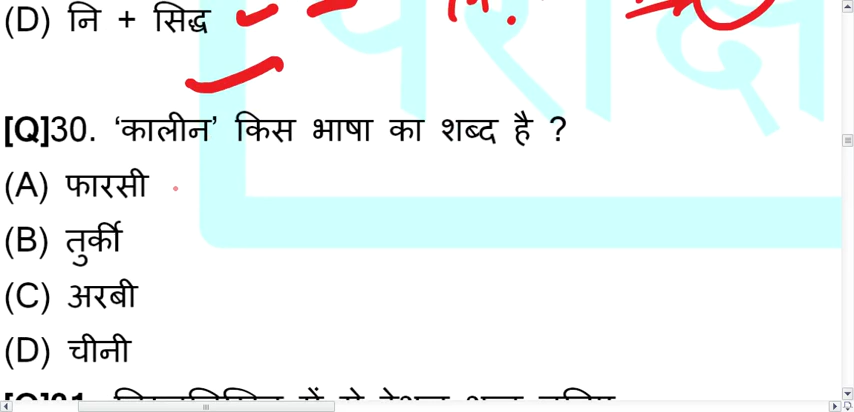 (D) नि + सिद्ध
[Q]30. ‘कालीन’ किस भाषा का शब्द है ?
(A) फारसी
(B) तुर्की
(C) अरबी
(D) चीनी